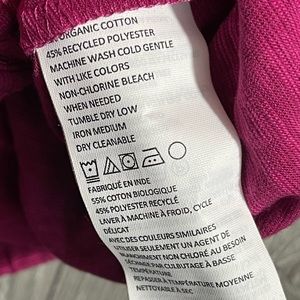 ORGANIC COTTON
45% RECYCLED POLYESTER
MACHINE WASH COLD GENTLE
WITH LIKE COLORS
NON-CHLORINE BLEACH
WHEN NEEDED
TUMBLE DRY LOW
IRON MEDIUM
DRY CLEANABLE
FABRIQUÉ EN INDE
55% COTON BIOLOGIQUE
45% POLYESTER RECYCLÉ
LAVER À MACHINE À FROID, CYCLE
DÉLICAT
AVEC DES COULEURS SIMILAIRES
UTILISER SEULEMENT UN AGENT DE
BLANCHIMENT NON CHLORÉ AU BESOIN
SÉCHAGE PAR CULBUTAGE À BASSE
TEMPÉRATURE
REPASSER À TEMPÉRATURE MOYENNE
NETTOYABLE À SEC